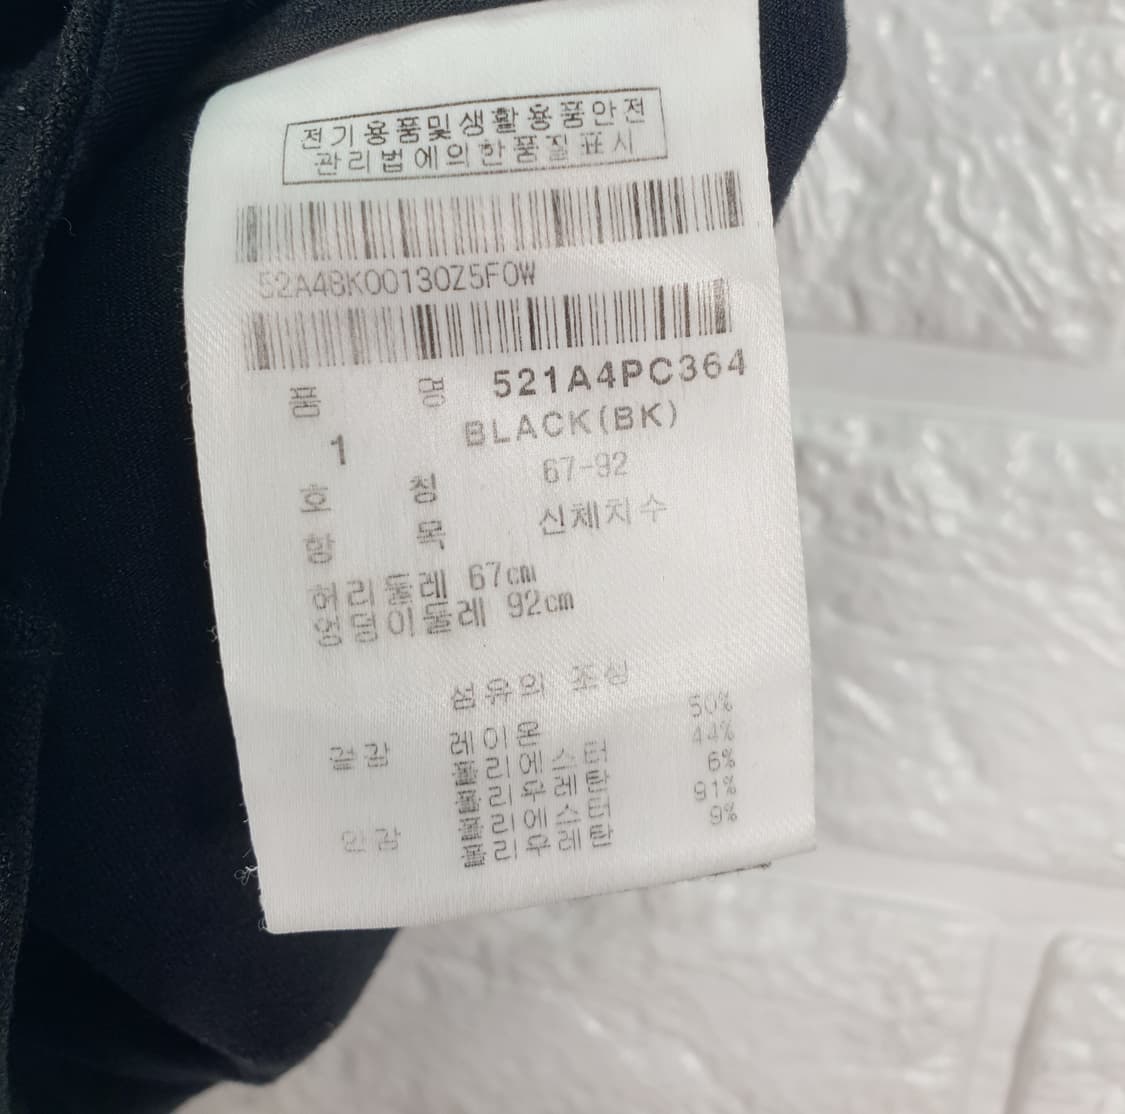 전기용품및생활용품안전
관리법에의한품질표시
52A48K00130Z5F0W
품 명 521A4PC364
1 BLACK(BK)
호 칭 67-92
항 목 신체치수
허리둘레 67cm
엉덩이둘레 92cm
섬유의 조성
겉감 레이온 50%
폴리에스터 44%
폴리우레탄 6%
안감 폴리에스터 91%
폴리우레탄 9%